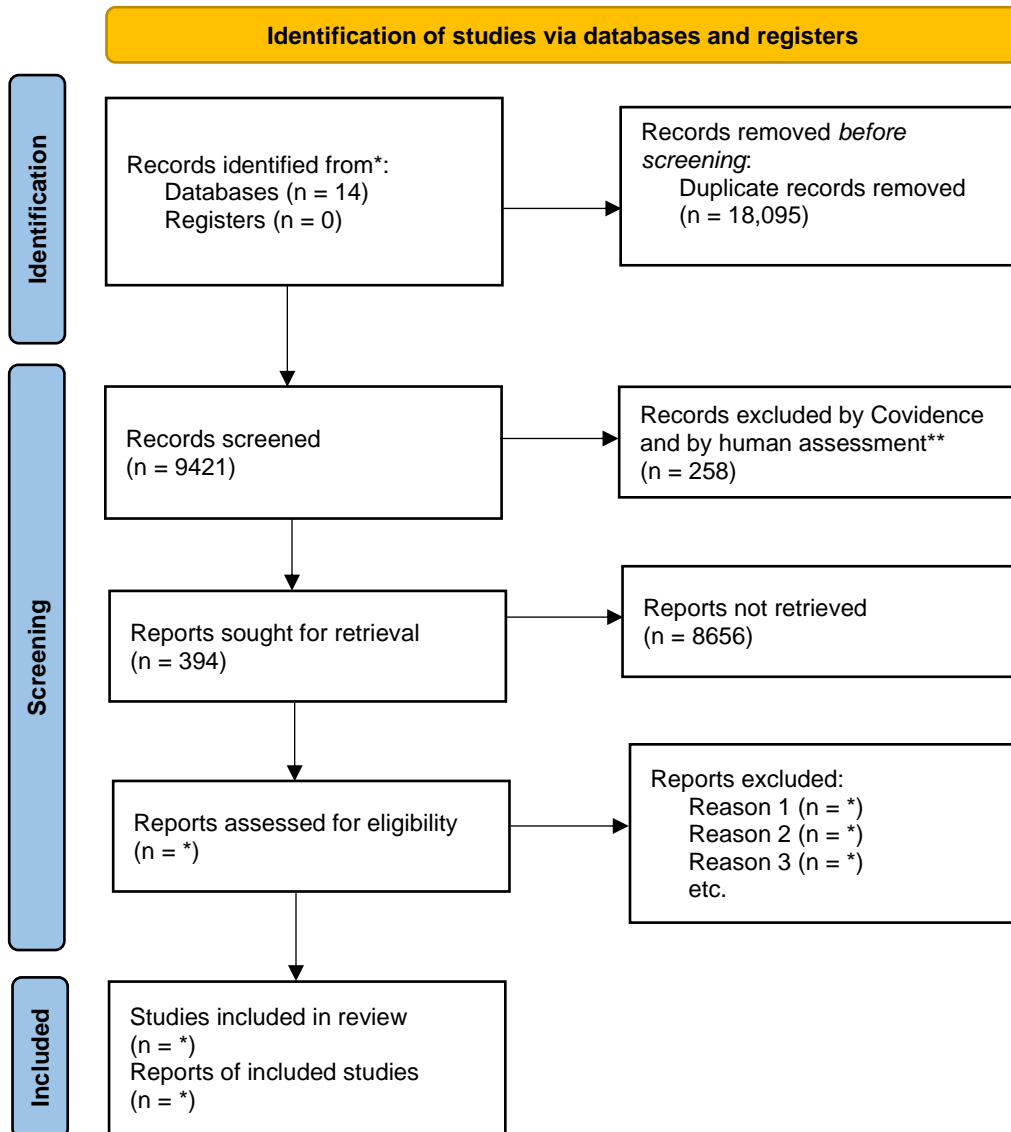 Identification of studies via databases and registers
Identification
Records identified from*:
Databases (n = 14)
Registers (n = 0)
Records removed before
screening:
Duplicate records removed
(n = 18,095)
Screening
Records screened
(n = 9421)
Records excluded by Covidence
and by human assessment**
(n = 258)
Reports sought for retrieval
(n = 394)
Reports not retrieved
(n = 8656)
Reports assessed for eligibility
(n = *)
Reports excluded:
Reason 1 (n = *)
Reason 2 (n = *)
Reason 3 (n = *)
etc.
Included
Studies included in review
(n = *)
Reports of included studies
(n = *)